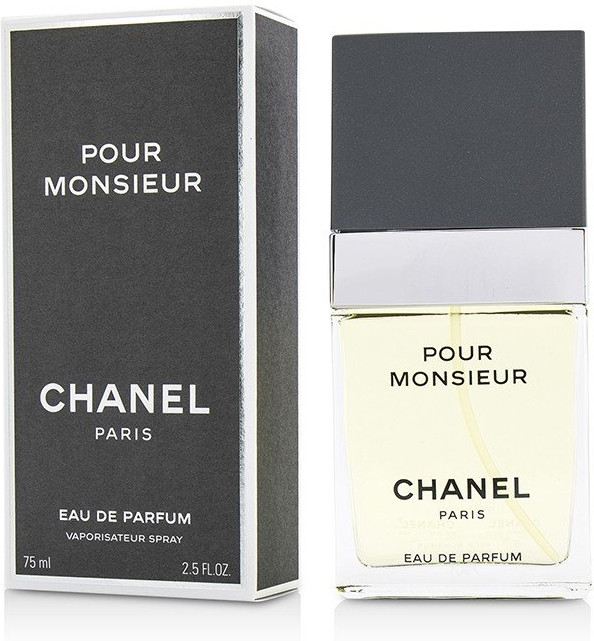 POUR
MONSIEUR
CHANEL
PARIS
EAU DE PARFUM
VAPORISATEUR SPRAY
75 ml 2.5 FL.OZ.
POUR
MONSIEUR
CHANEL
PARIS
EAU DE PARFUM